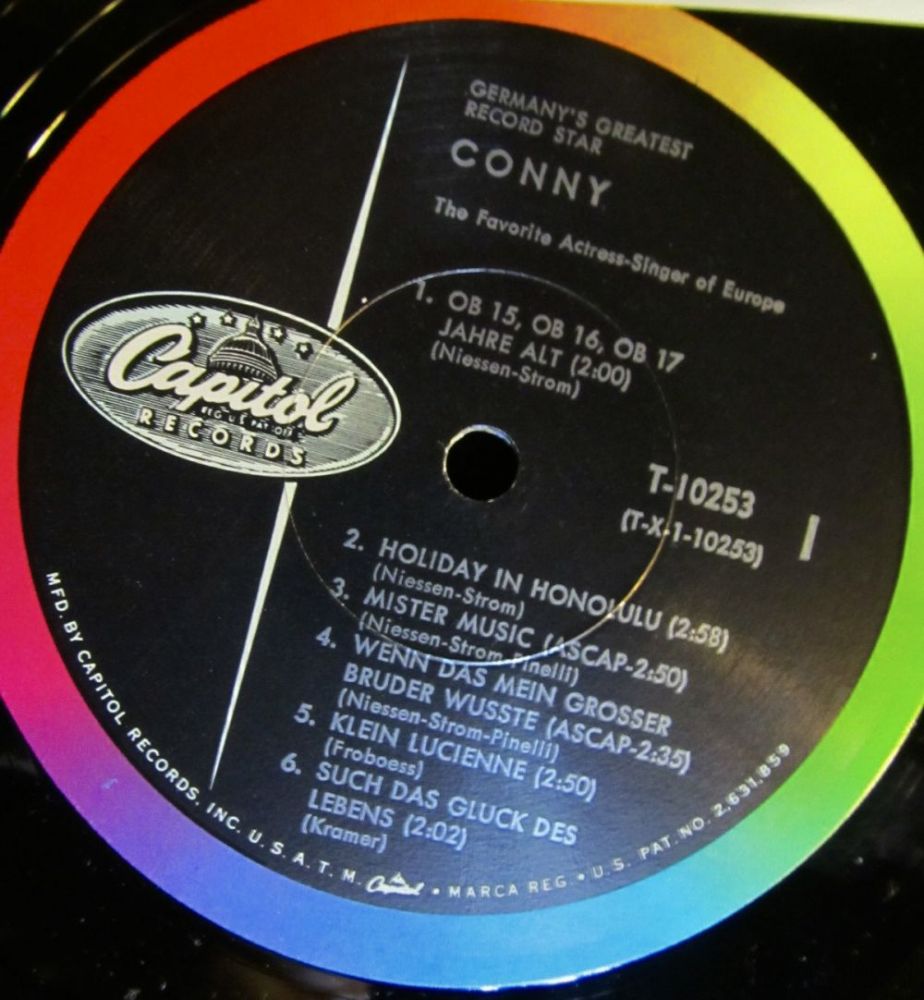 GERMANY'S GREATEST
RECORD STAR
CONNY
The Favorite Actress-Singer of Europe
1. OB 15, OB 16, OB 17
JAHRE ALT (2:00)
(Niessen-Strom)
Capitol
REG. U.S. PAT. OFF.
RECORDS
T-10253
(T-X-1-10253)
1
2. HOLIDAY IN HONOLULU (2:58)
(Niessen-Strom)
3. MISTER MUSIC (ASCAP-2:50)
(Niessen-Strom-Pinelli)
4. WENN DAS MEIN GROSSER
BRUDER WUSSTE (ASCAP-2:35)
(Niessen-Strom-Pinelli)
5. KLEIN LUCIENNE (2:50)
(Froboess)
6. SUCH DAS GLUCK DES
LEBENS (2:02)
(Kramer)
MFD. BY CAPITOL RECORDS, INC. U.S.A. T.M. Capitol • MARCA REG • U.S. PAT. NO. 2,631,859